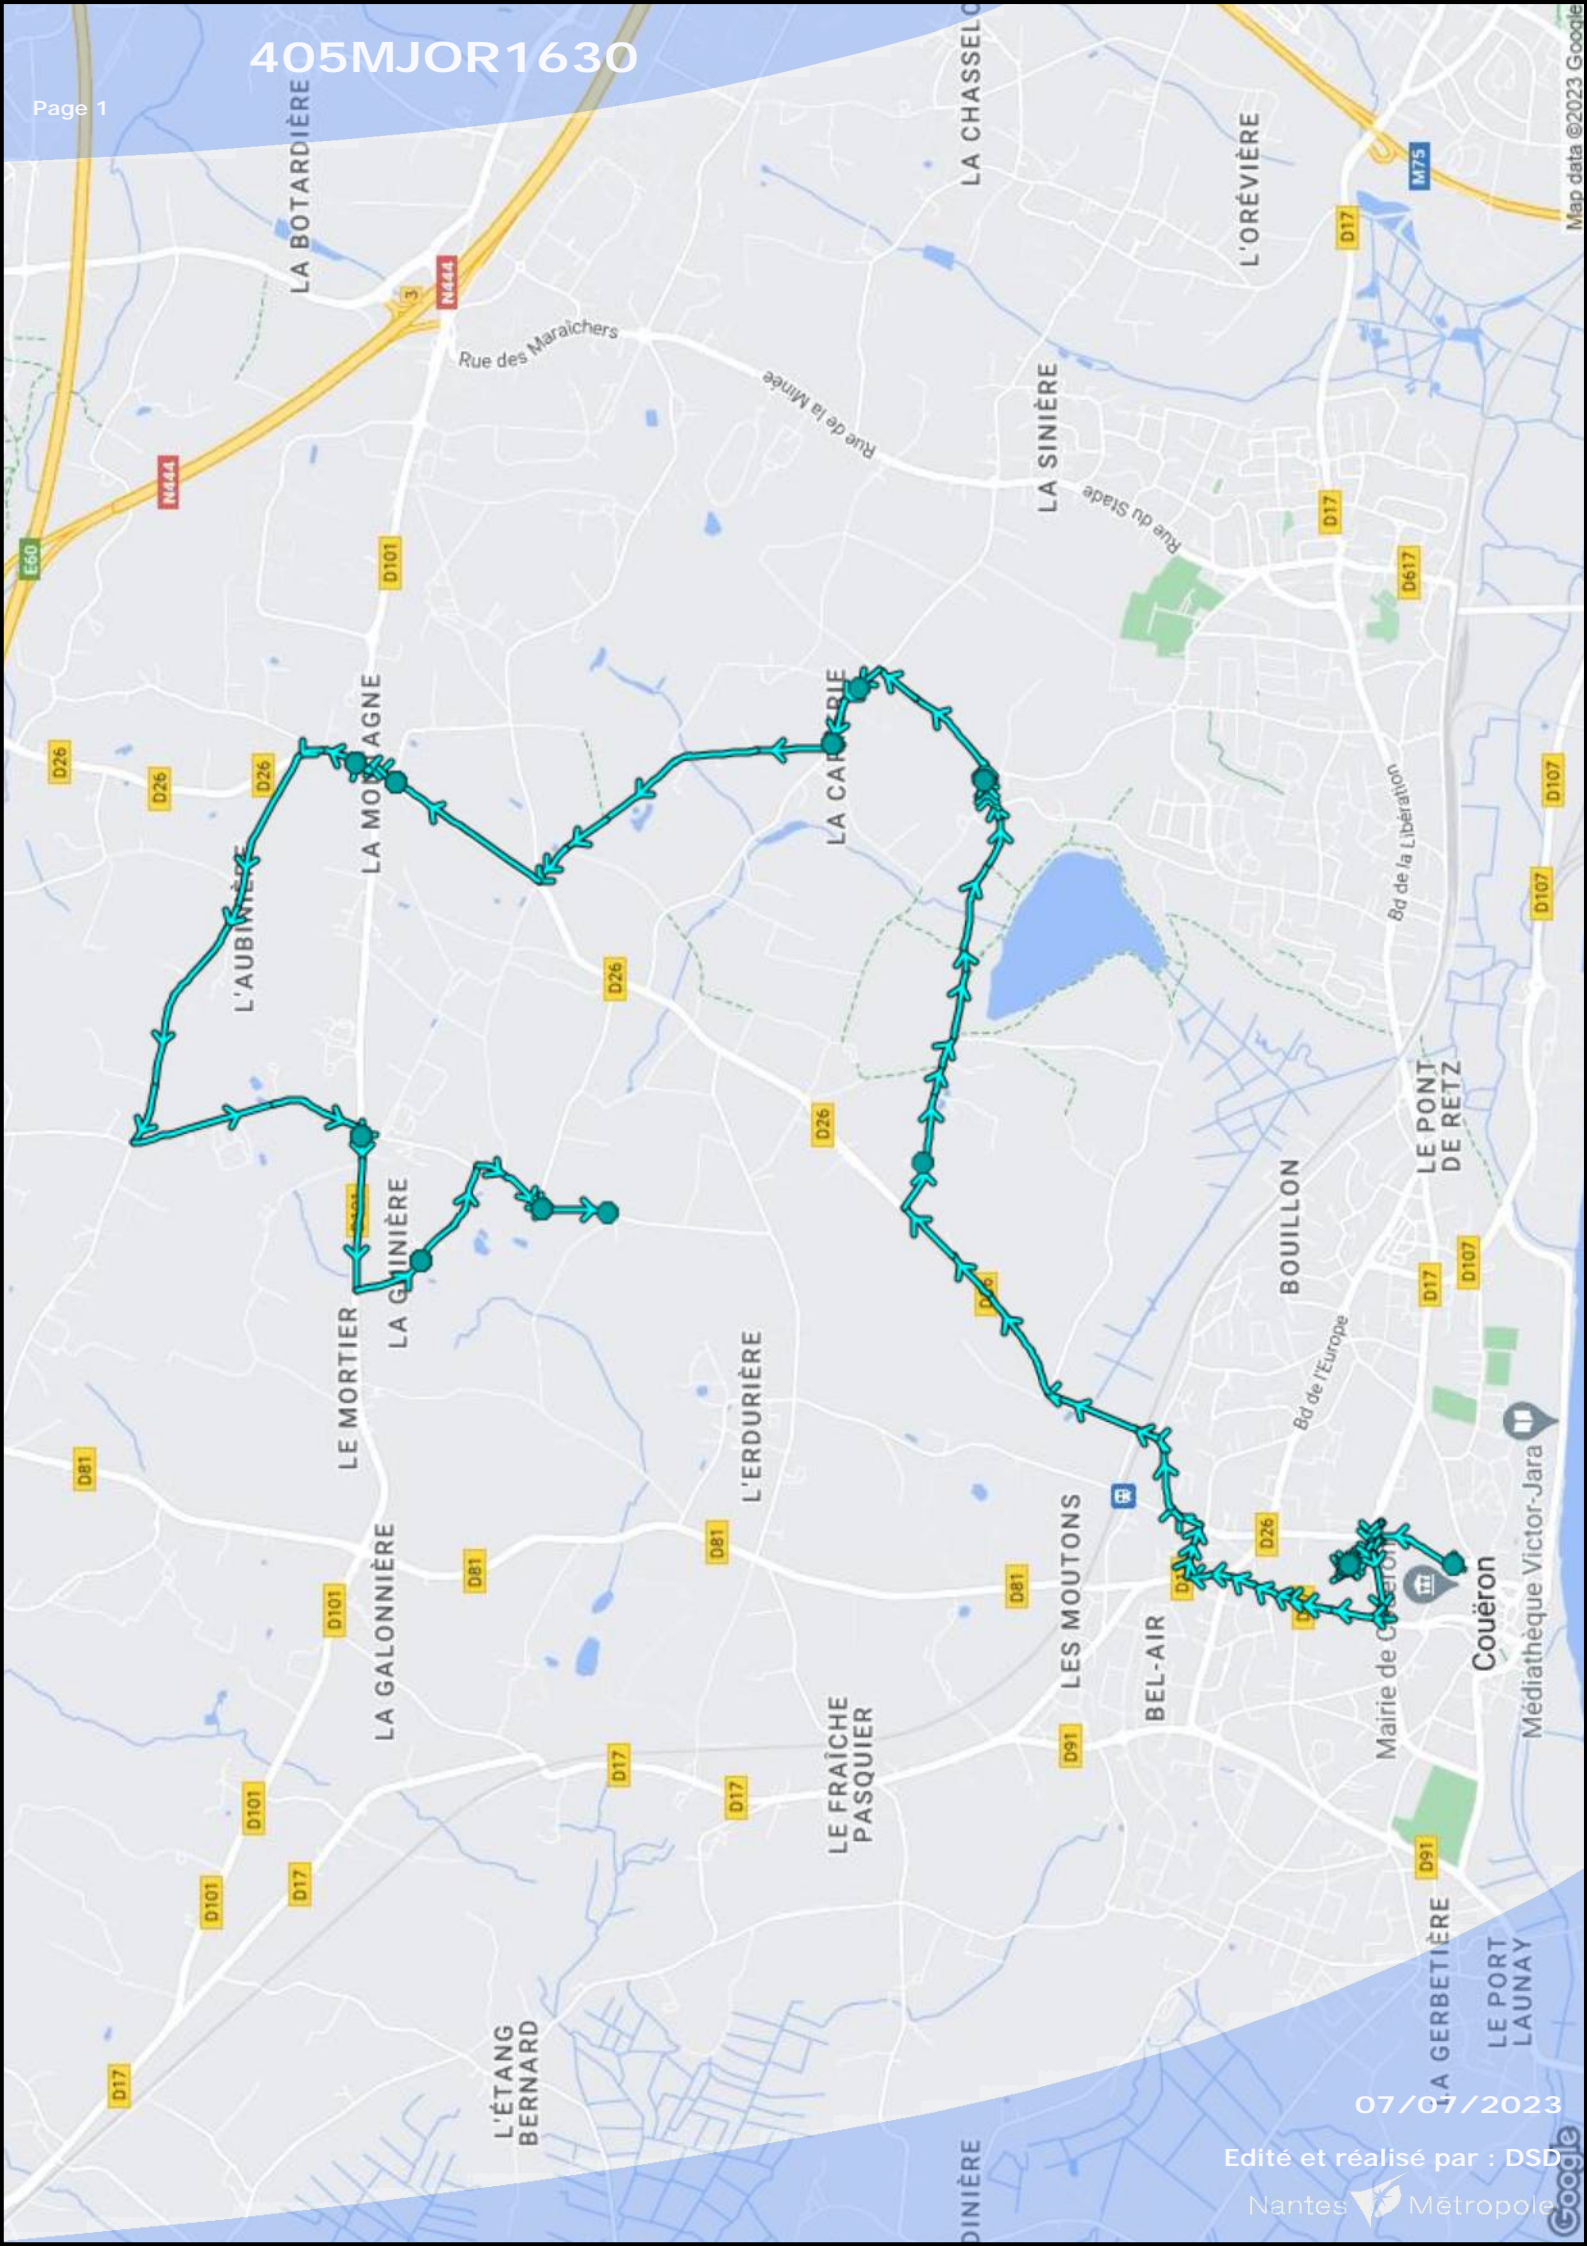 405MJOR1630
Page 1
LA BOTARDIÈRE
LA CHASSELO
L'ORÉVIÈRE
M75
Map data ©2023 Google
D17
N444
3
Rue des Maraîchers
Rue de la Minée
LA SINIÈRE
Rue du Stade
N444
E60
D101
D17
D617
D26
D26
D26
LA MO AGNE
LA CA RIE
L'AUBINIÈRE
D26
D26
Bd de la Libération
D107
D107
LE PONT
DE RETZ
BOUILLON
D17
D107
Bd de l'Europe
LA G INIÈRE
LE MORTIER
L'ERDURIÈRE
D81
D81
D81
D81
D101
LA GALONNIÈRE
LES MOUTONS
BEL-AIR
D26
Mairie de Couëron
Couëron
Médiathèque Victor-Jara
D101
D101
D17
D17
D17
LE FRAÎCHE
PASQUIER
D91
D91
D17
L'ÉTANG
BERNARD
LA GERBETIÈRE
LE PORT
LAUNAY
DINIÈRE
07/07/2023
Edité et réalisé par : DSD
Nantes Métropole
Google